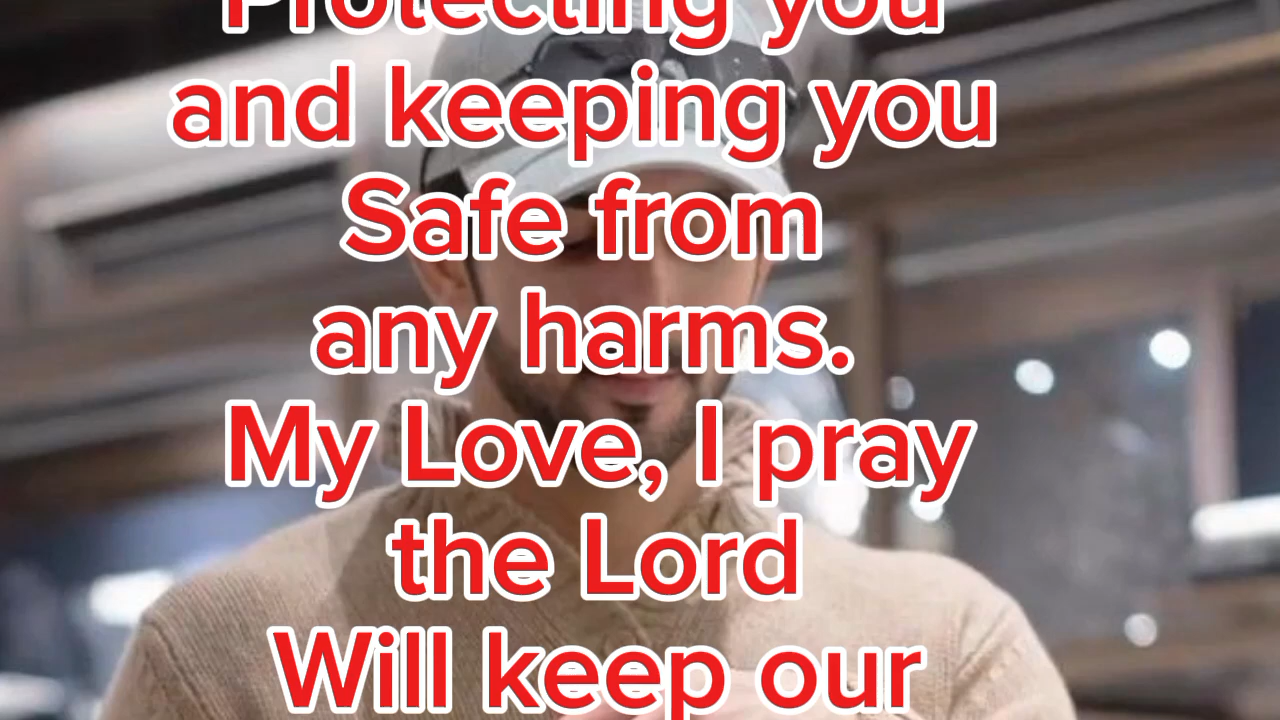 Protecting you
and keeping you
Safe from
any harms.
My Love, I pray
the Lord
Will keep our